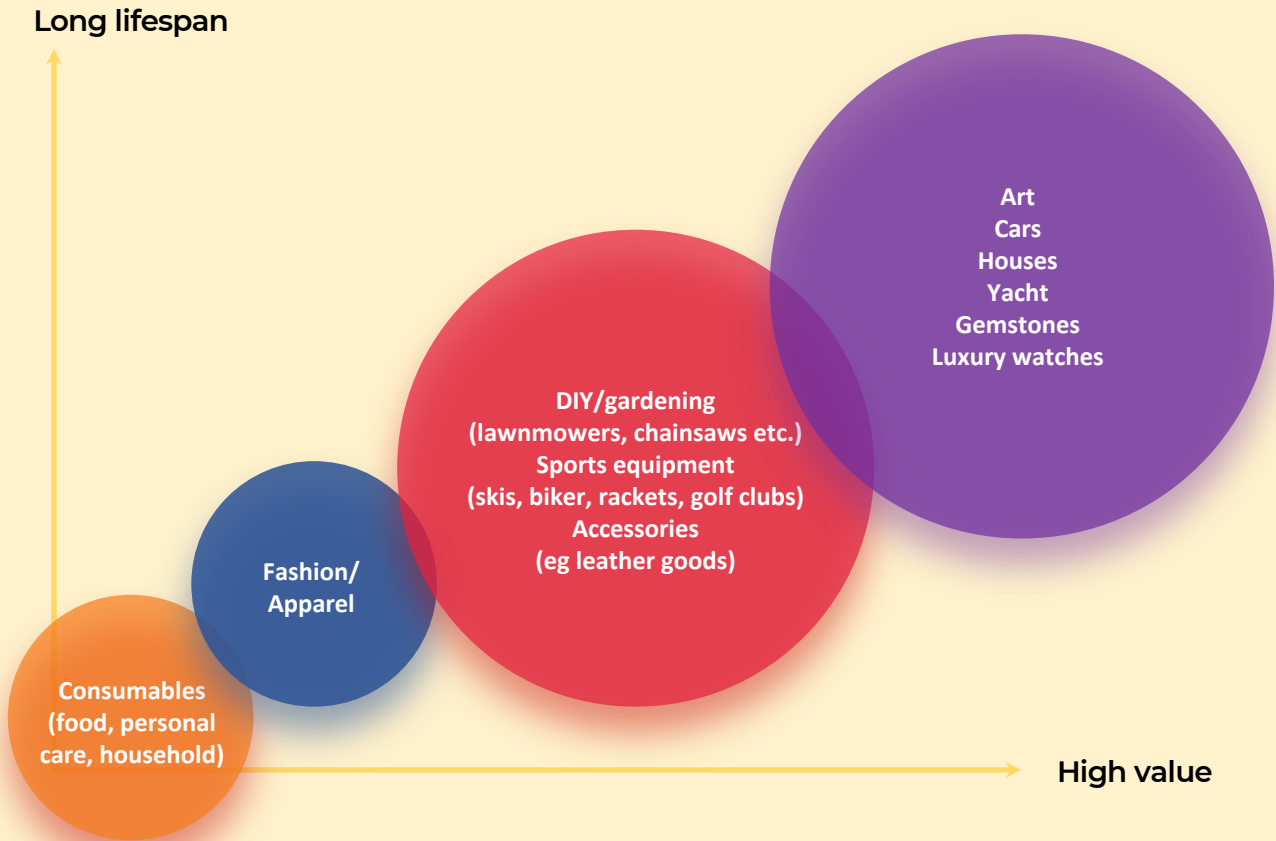 Long lifespan
Art
Cars
Houses
Yacht
Gemstones
Luxury watches
DIY/gardening
(lawnmowers, chainsaws etc.)
Sports equipment
(skis, biker, rackets, golf clubs)
Accessories
(eg leather goods)
Fashion/
Apparel
Consumables
(food, personal
care, household)
High value